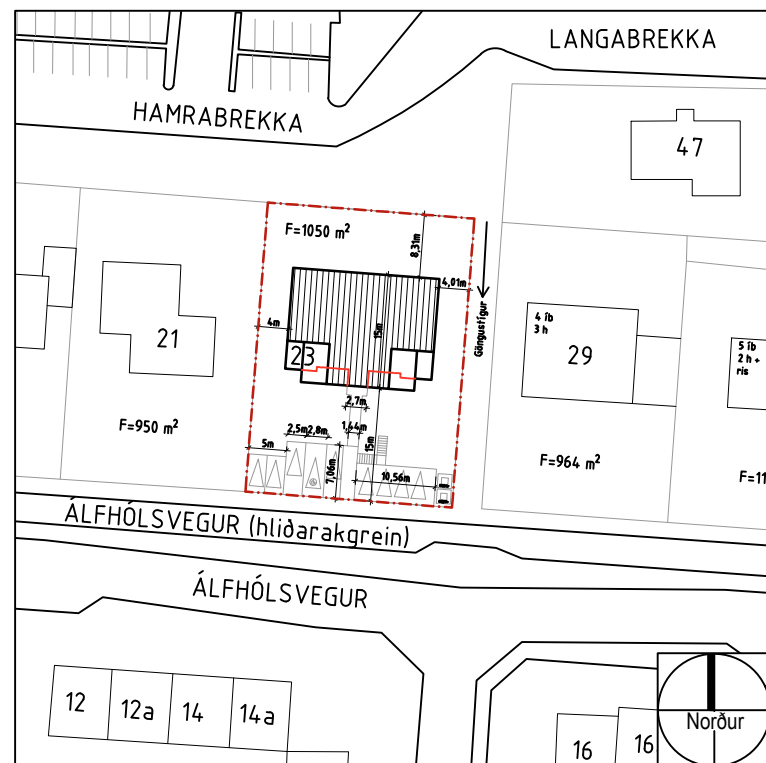 LANGABREKKA
HAMRABREKKA
47
F=1050 m²
8,31m
4,01m
Göngustígur
4 íb
3 h
29
5 íb
2 h +
ris
21
4m
15m
23
2,7m
F=950 m²
2,5m 2,8m
1,44m
15m
5m
7,06m
10,56m
F=964 m²
F=11
ÁLFHÓLSVEGUR (hliðarakgrein)
ÁLFHÓLSVEGUR
12
12a
14
14a
16
16
Norður